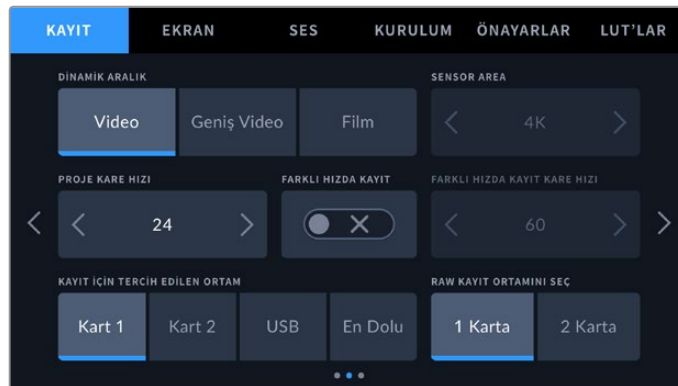 KAYIT EKRAN SES KURULUM ÖNAYARLAR LUT'LAR
DİNAMİK ARALIK SENSOR AREA
Video Geniş Video Film 4K
PROJE KARE HIZI FARKLI HIZDA KAYIT FARKLI HIZDA KAYIT KARE HIZI
24 60
KAYIT İÇİN TERCİH EDİLEN ORTAM RAW KAYIT ORTAMINI SEÇ
Kart 1 Kart 2 USB En Dolu 1 Karta 2 Karta